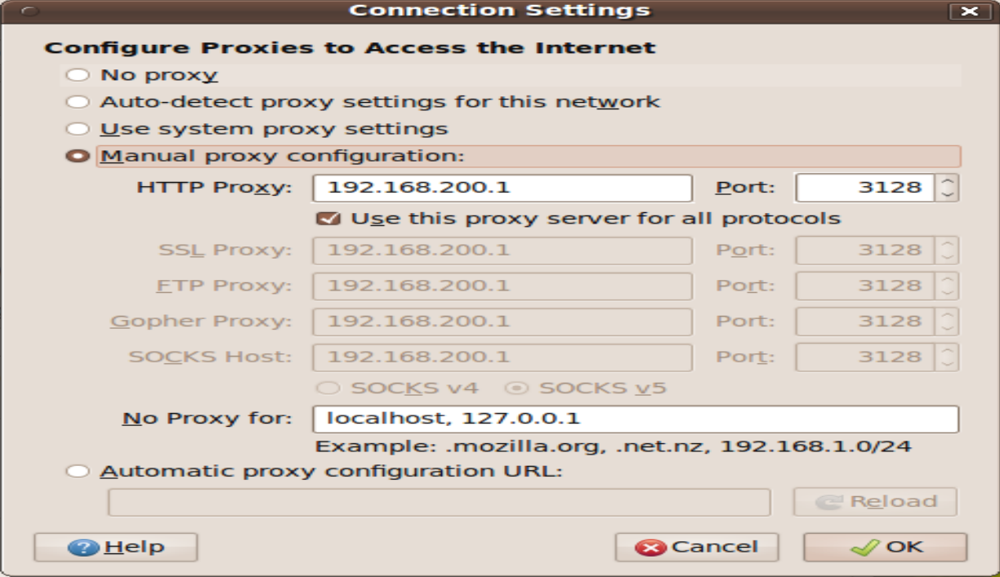 Connection Settings
Configure Proxies to Access the Internet
No proxy
Auto-detect proxy settings for this network
Use system proxy settings
Manual proxy configuration:
HTTP Proxy: 192.168.200.1 Port: 3128
Use this proxy server for all protocols
SSL Proxy: 192.168.200.1 Port: 3128
FTP Proxy: 192.168.200.1 Port: 3128
Gopher Proxy: 192.168.200.1 Port: 3128
SOCKS Host: 192.168.200.1 Port: 3128
SOCKS v4 SOCKS v5
No Proxy for: localhost, 127.0.0.1
Example: .mozilla.org, .net.nz, 192.168.1.0/24
Automatic proxy configuration URL:
Reload
Help Cancel OK